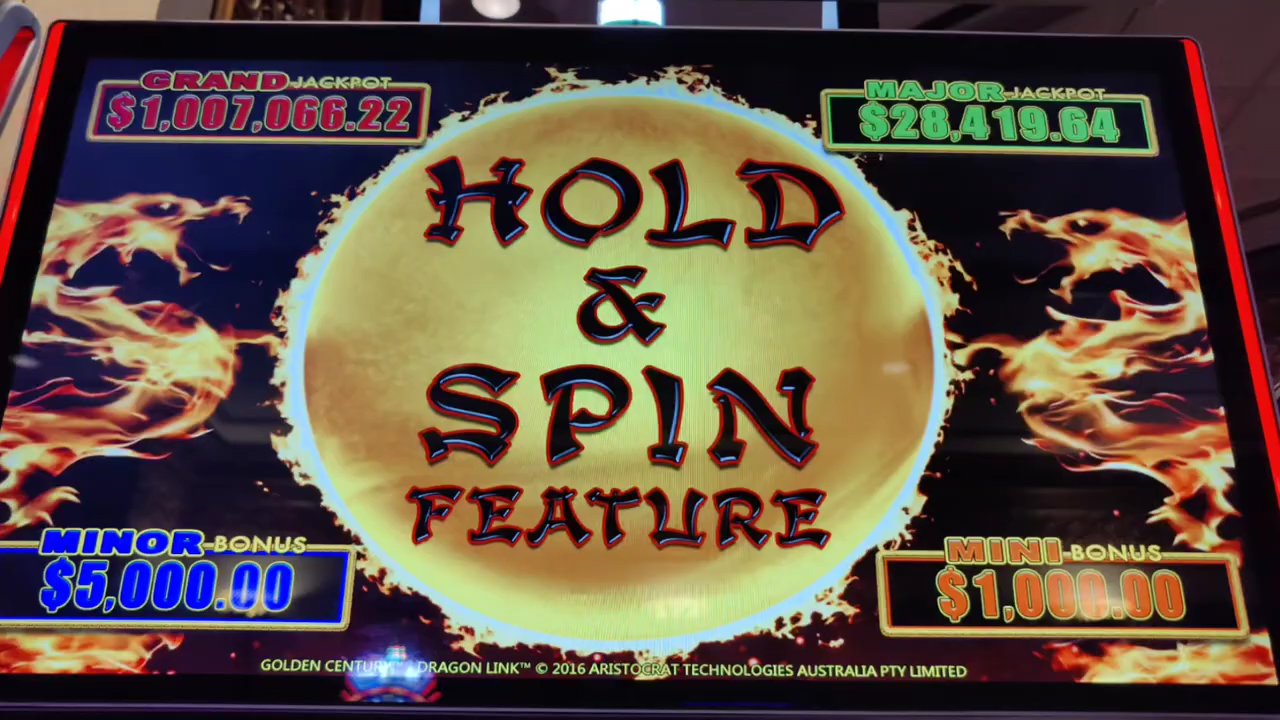 GRAND JACKPOT
$1,007,066.22
MAJOR JACKPOT
$28,419.64
HOLD
&
SPIN
FEATURE
MINOR BONUS
$5,000.00
MINI BONUS
$1,000.00
GOLDEN CENTURY™ DRAGON LINK™ © 2016 ARISTOCRAT TECHNOLOGIES AUSTRALIA PTY LIMITED